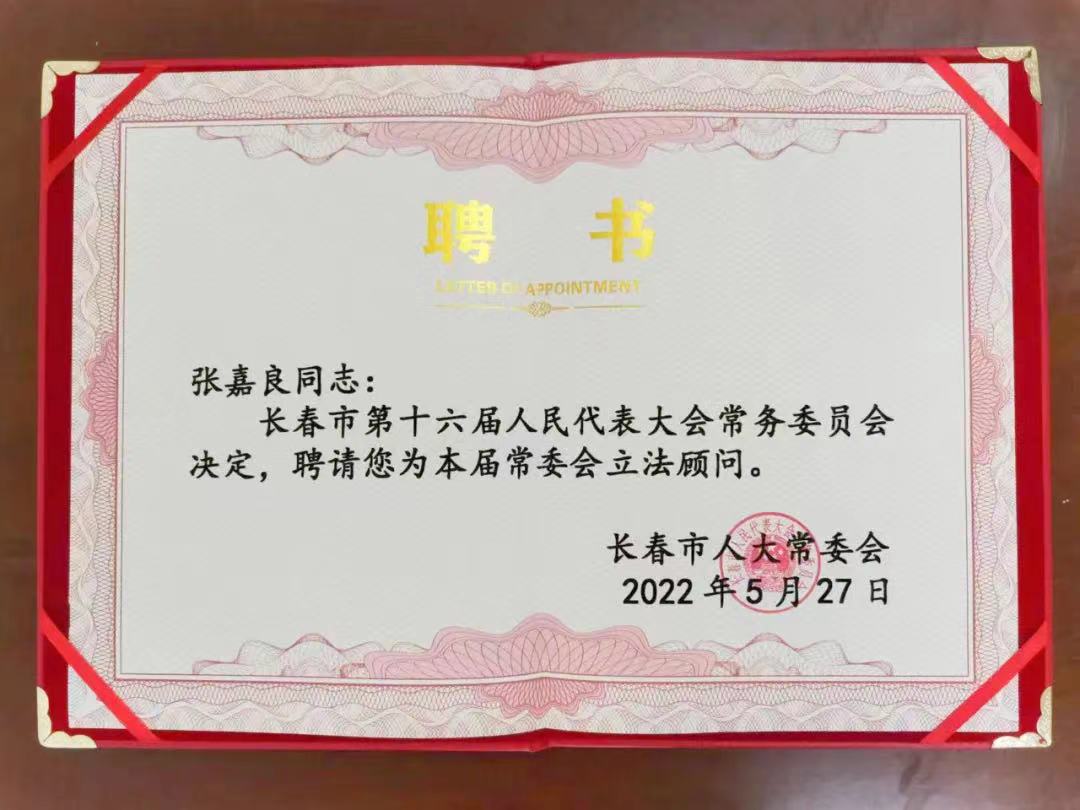 聘 书
LETTER OF APPOINTMENT
张嘉良同志：
长春市第十六届人民代表大会常务委员会
决定，聘请您为本届常委会立法顾问。
长春市人大常委会
2022年5月27日